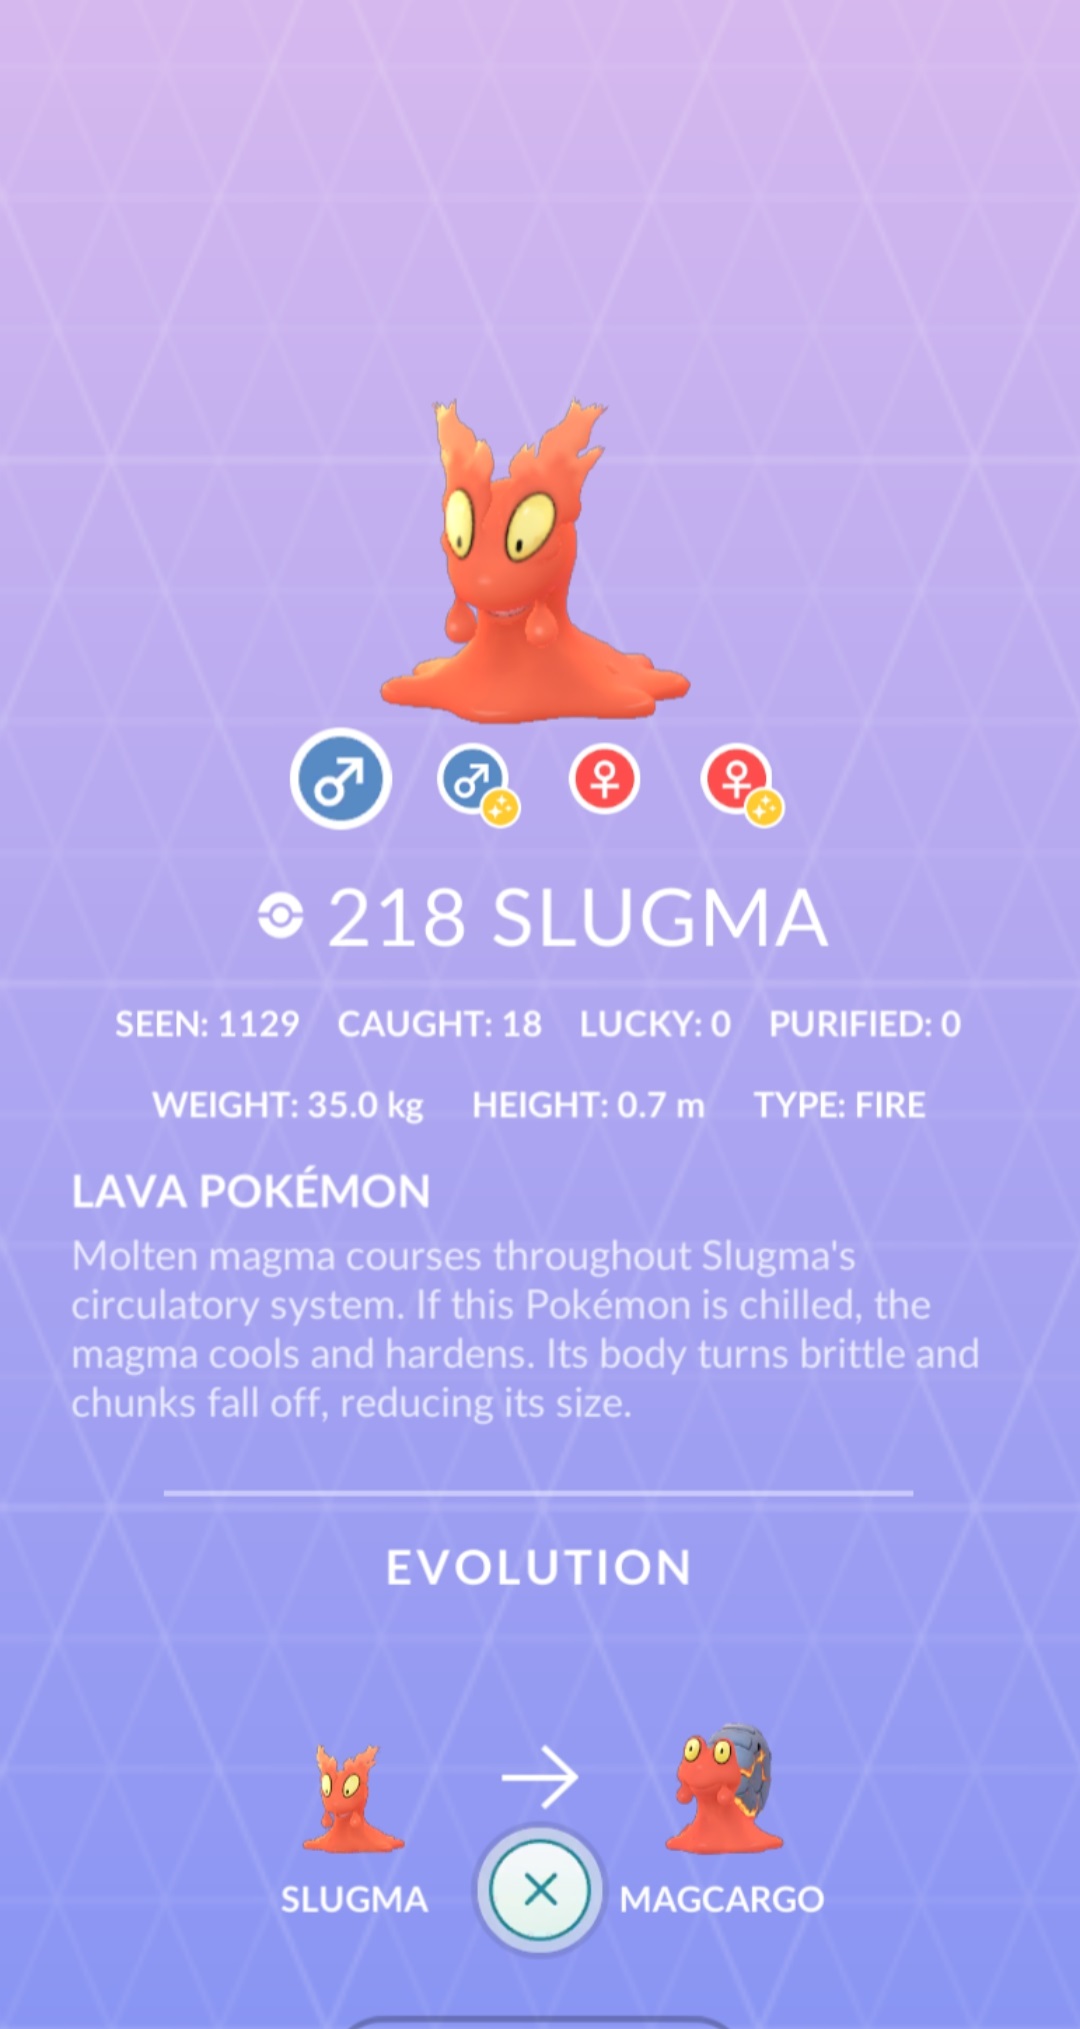 218 SLUGMA
SEEN: 1129 CAUGHT: 18 LUCKY: 0 PURIFIED: 0
WEIGHT: 35.0 kg HEIGHT: 0.7 m TYPE: FIRE
LAVA POKÉMON
Molten magma courses throughout Slugma's
circulatory system. If this Pokémon is chilled, the
magma cools and hardens. Its body turns brittle and
chunks fall off, reducing its size.
EVOLUTION
SLUGMA MAGCARGO